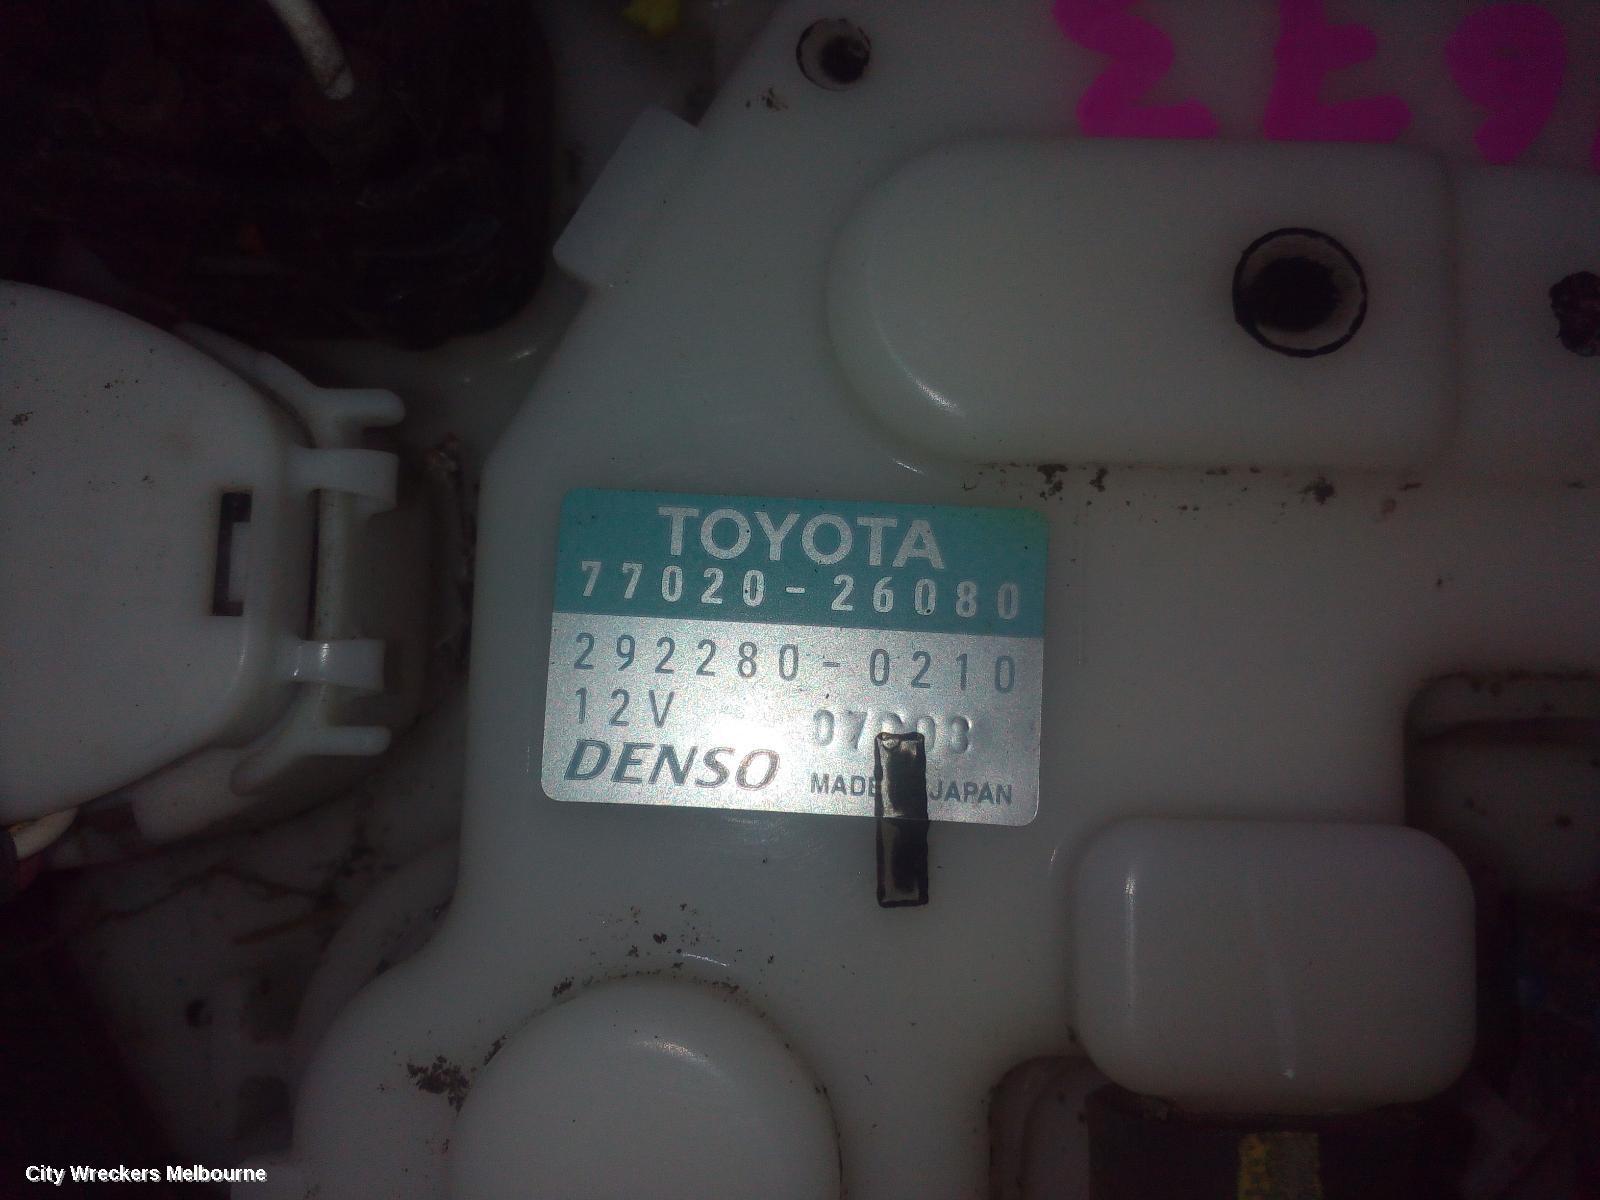 TOYOTA
77020-26080
292280-0210
12V
DENSO
JAPAN
City Wreckers Melbourne